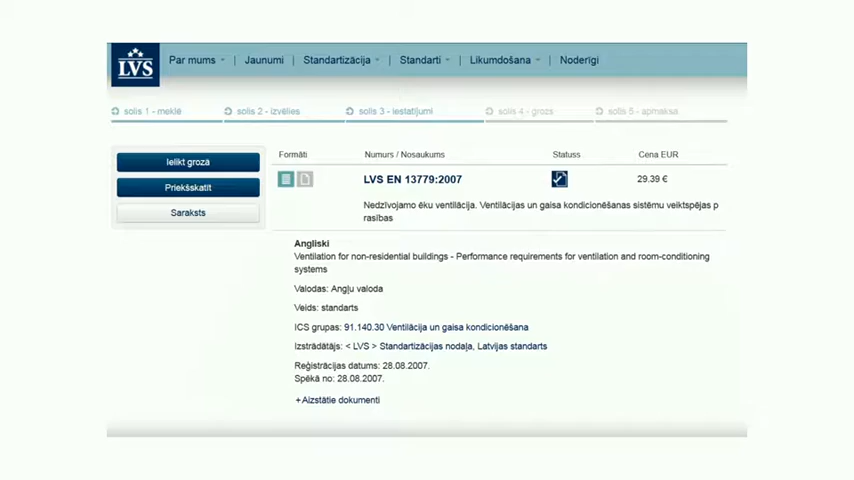 LVS
Par mums | Jaunumi | Standartizācija | Standarti | Likumdošana | Noderīgi
solis 1 - meklē solis 2 - izvēlies solis 3 - iestatījumi solis 4 - grozs solis 5 - apmaksa
Ielikt grozā
Priekšskatīt
Saraksts
Formāti Numurs / Nosaukums Statuss Cena EUR
LVS EN 13779:2007 29.39 €
Nedzīvojamo ēku ventilācija. Ventilācijas un gaisa kondicionēšanas sistēmu veiktspējas p
rasības
Angliski
Ventilation for non-residential buildings - Performance requirements for ventilation and room-conditioning
systems
Valodas: Angļu valoda
Veids: standarts
ICS grupas: 91.140.30 Ventilācija un gaisa kondicionēšana
Izstrādātājs: < LVS > Standartizācijas nodaļa, Latvijas standarts
Reģistrācijas datums: 28.08.2007.
Spēkā no: 28.08.2007.
+Aizstātie dokumenti